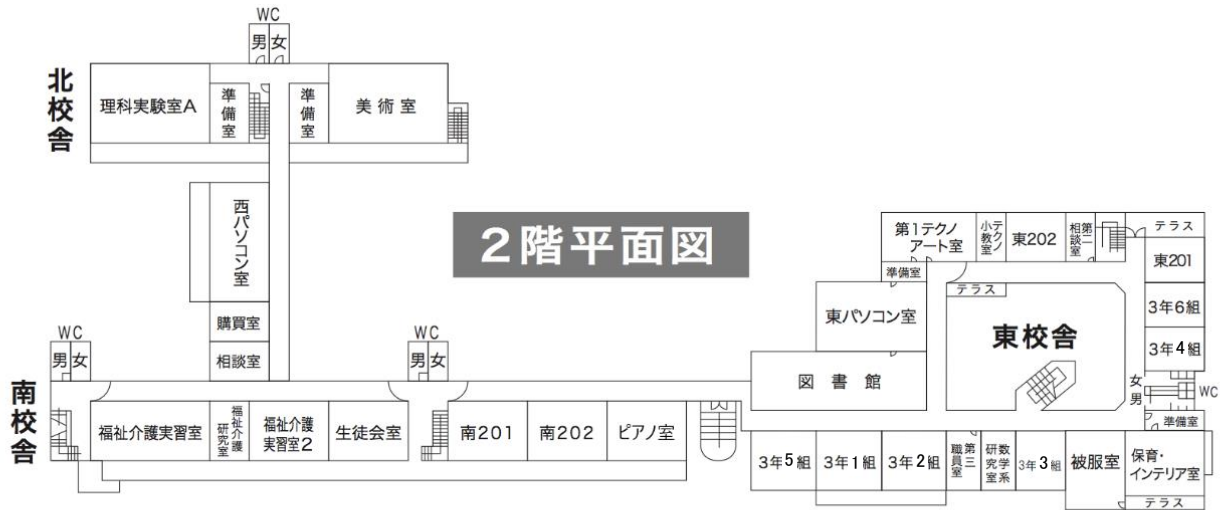 WC
男 女
北校舎
理科実験室A
準備室
準備室
美術室
西パソコン室
2階平面図
購買室
相談室
WC
男 女
WC
男 女
南校舎
福祉介護実習室
福祉介護
研究室
福祉介護
実習室2
生徒会室
南201
南202
ピアノ室
第1テクノ
アート室
テクノ
小教室
東202
第二
相談室
テラス
準備室
東201
テラス
東パソコン室
3年6組
東校舎
3年4組
図書館
女
男
WC
準備室
3年5組
3年1組
3年2組
第三
職員室
数学系
研究室
3年3組
被服室
保育・
インテリア室
テラス